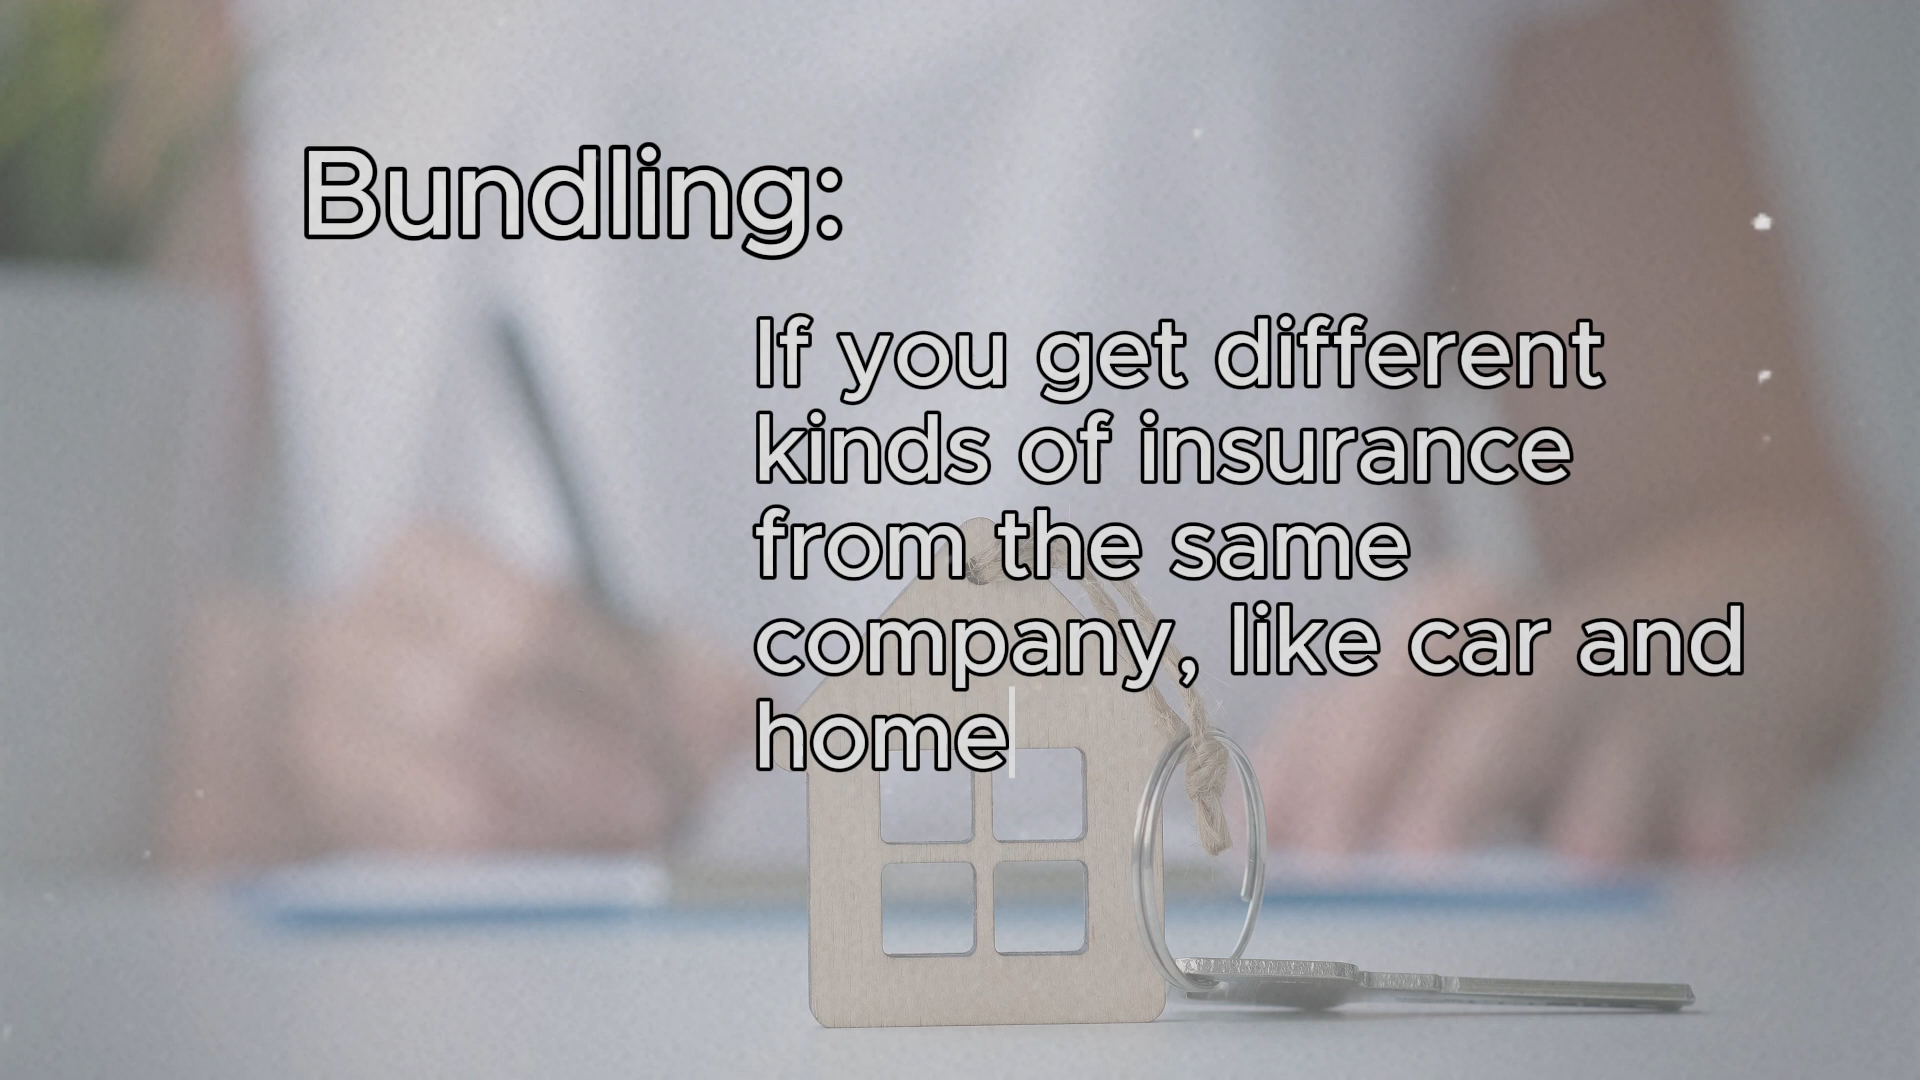 Bundling:
If you get different
kinds of insurance
from the same
company, like car and
home